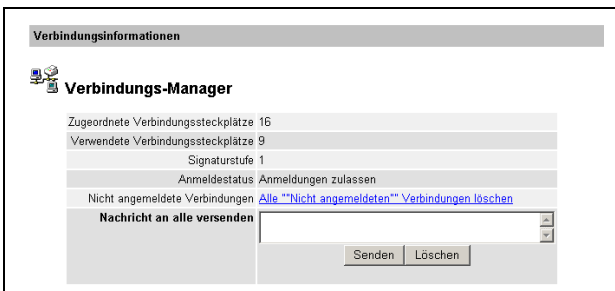 Verbindungsinformationen
Verbindungs-Manager
Zugeordnete Verbindungssteckplätze 16
Verwendete Verbindungssteckplätze 9
Signaturstufe 1
Anmeldestatus Anmeldungen zulassen
Nicht angemeldete Verbindungen Alle ""Nicht angemeldeten"" Verbindungen löschen
Nachricht an alle versenden
Senden Löschen